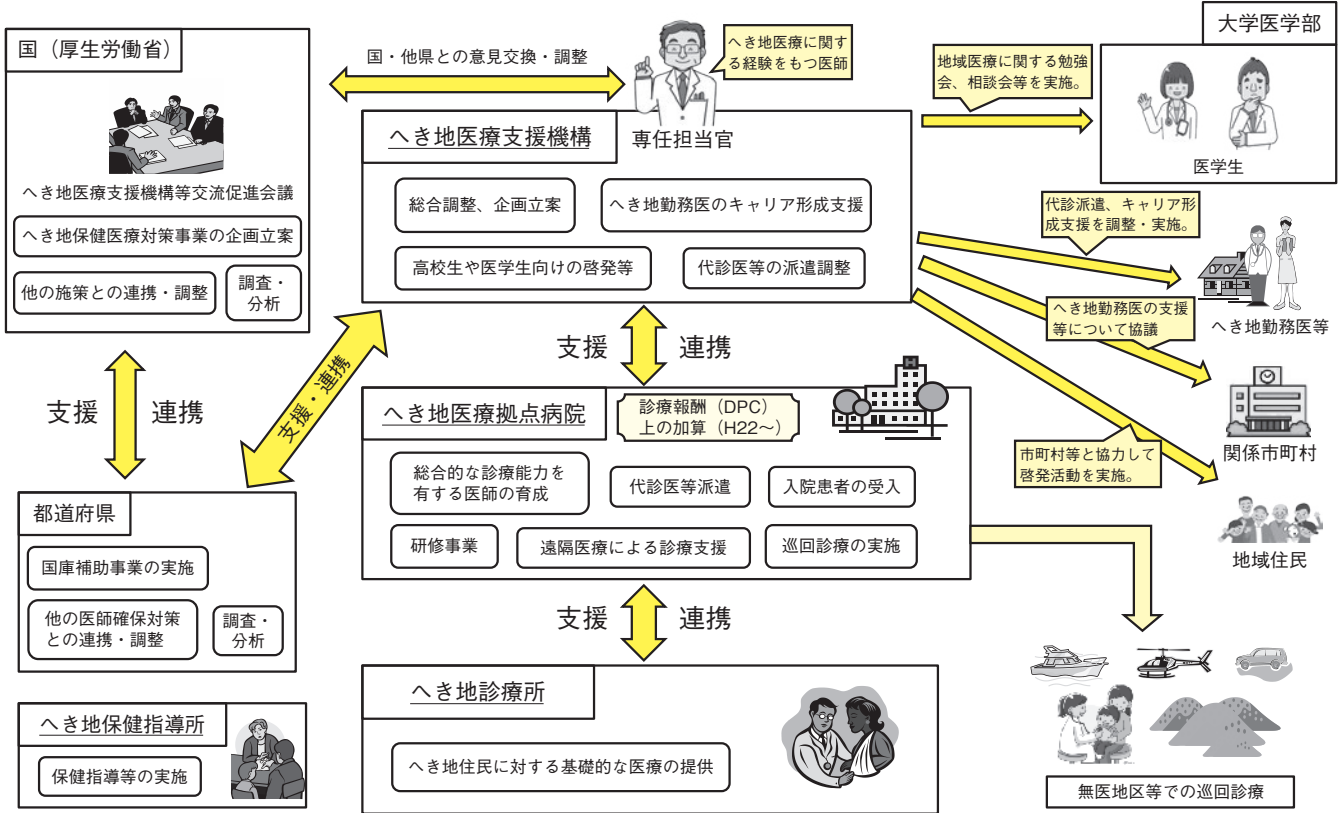 国（厚生労働省）
へき地医療支援機構等交流促進会議
へき地保健医療対策事業の企画立案
他の施策との連携・調整
調査・
分析
国・他県との意見交換・調整
へき地医療に関す
る経験をもつ医師
へき地医療支援機構
専任担当官
総合調整、企画立案
へき地勤務医のキャリア形成支援
高校生や医学生向けの啓発等
代診医等の派遣調整
地域医療に関する勉強
会、相談会等を実施。
大学医学部
医学生
代診派遣、キャリア形
成支援を調整・実施。
へき地勤務医等
へき地勤務医の支援
等について協議
関係市町村
市町村等と協力して
啓発活動を実施。
地域住民
支援
連携
支援・連携
支援
連携
へき地医療拠点病院
診療報酬（DPC）
上の加算（H22～）
H
総合的な診療能力を
有する医師の育成
代診医等派遣
入院患者の受入
研修事業
遠隔医療による診療支援
巡回診療の実施
都道府県
国庫補助事業の実施
他の医師確保対策
との連携・調整
調査・
分析
支援
連携
へき地診療所
へき地住民に対する基礎的な医療の提供
へき地保健指導所
保健指導等の実施
無医地区等での巡回診療